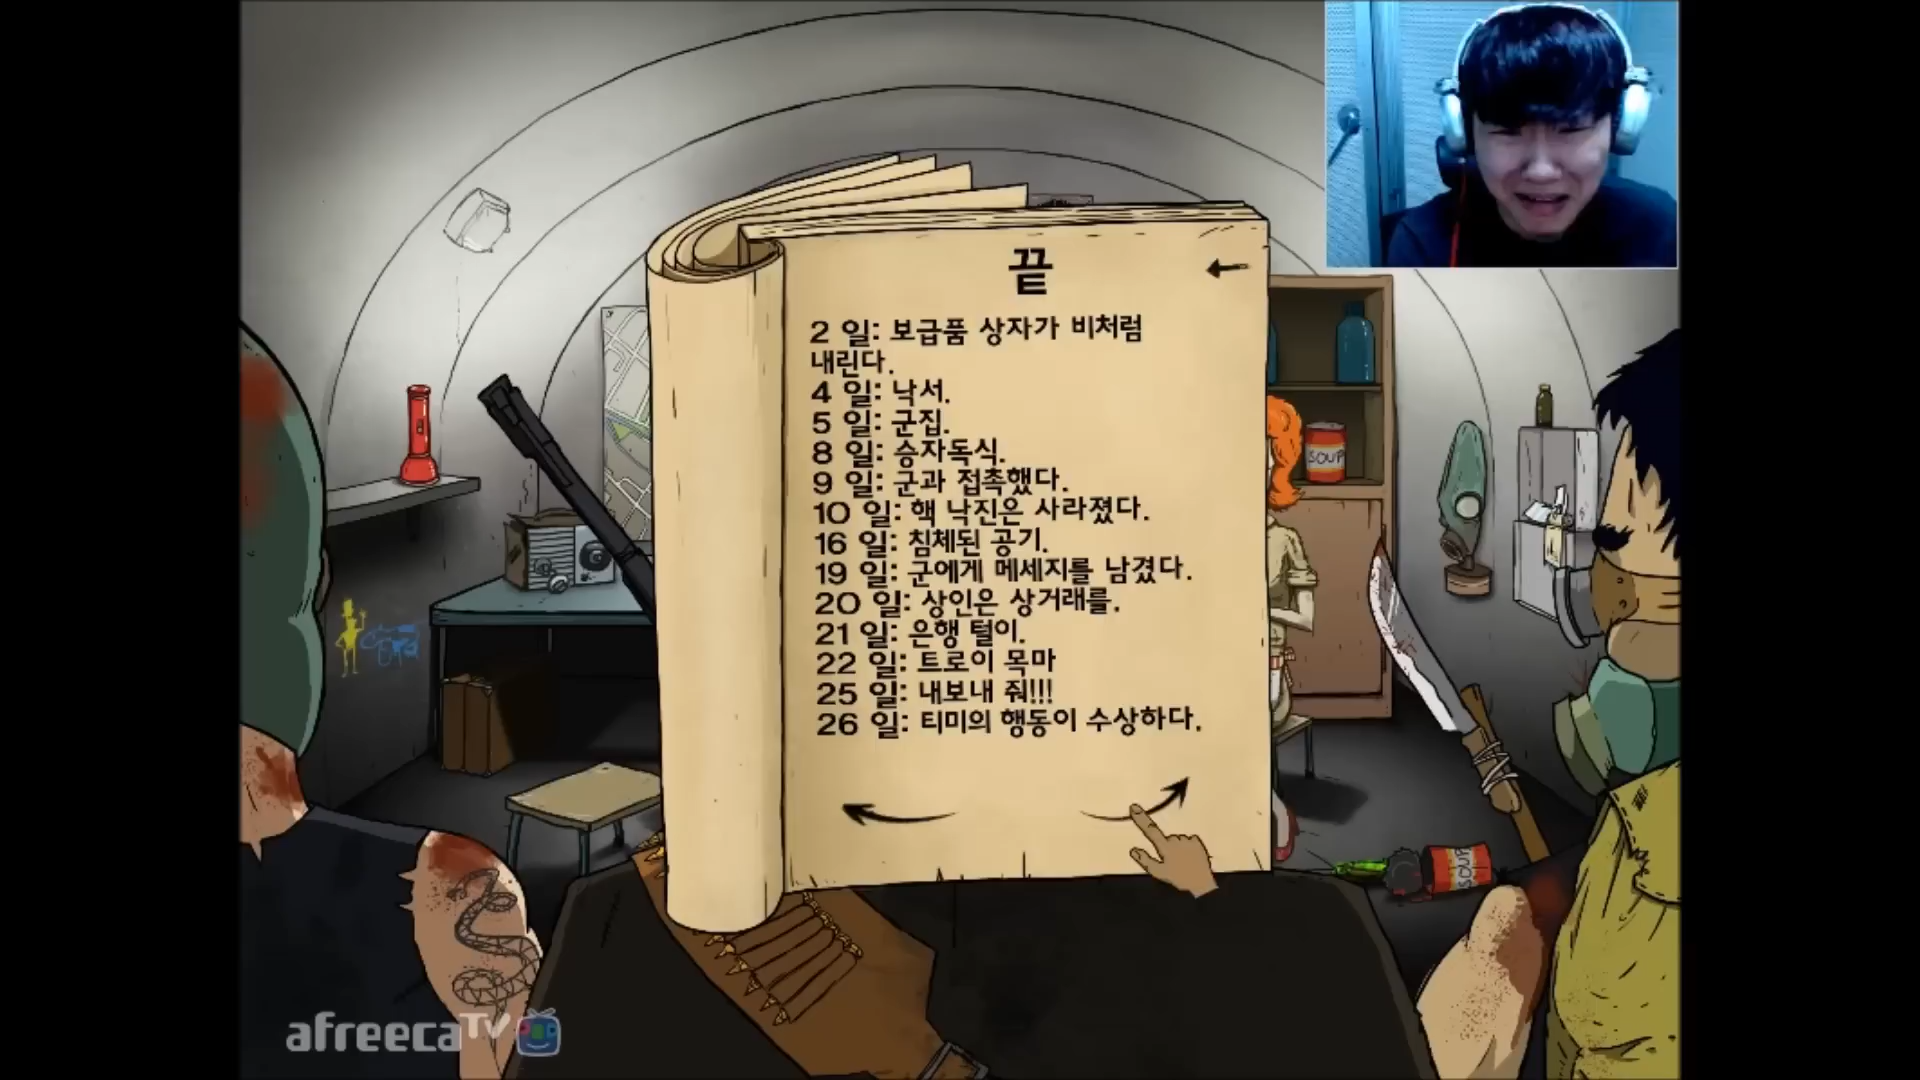 끝
2 일: 보급품 상자가 비처럼
내린다.
4 일: 낙서.
5 일: 군집.
8 일: 승자독식.
9 일: 군과 접촉했다.
10 일: 핵 낙진은 사라졌다.
16 일: 침체된 공기.
19 일: 군에게 메세지를 남겼다.
20 일: 상인은 상거래를.
21 일: 은행 털이.
22 일: 트로이 목마
25 일: 내보내 줘!!!
26 일: 티미의 행동이 수상하다.
SOUP
SOUP
afreecaTV